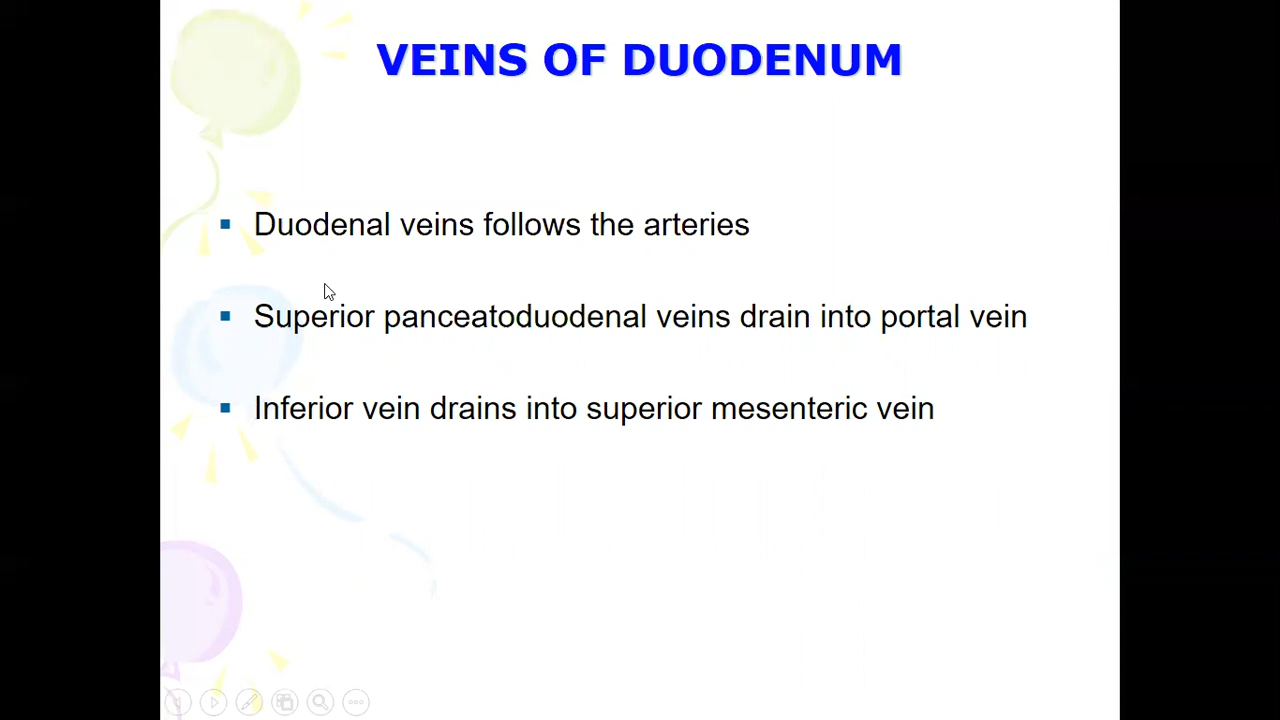 VEINS OF DUODENUM
Duodenal veins follows the arteries
Superior panceatoduodenal veins drain into portal vein
Inferior vein drains into superior mesenteric vein